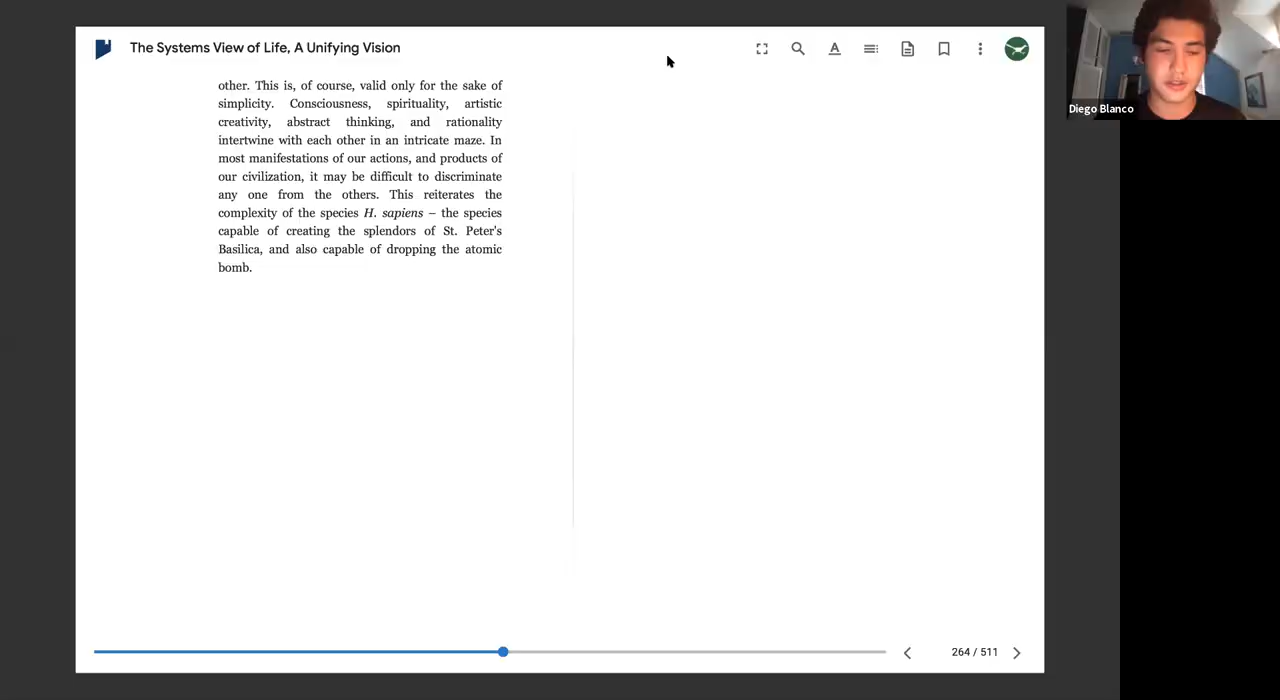 The Systems View of Life, A Unifying Vision
other. This is, of course, valid only for the sake of
simplicity. Consciousness, spirituality, artistic
creativity, abstract thinking, and rationality
intertwine with each other in an intricate maze. In
most manifestations of our actions, and products of
our civilization, it may be difficult to discriminate
any one from the others. This reiterates the
complexity of the species H. sapiens – the species
capable of creating the splendors of St. Peter's
Basilica, and also capable of dropping the atomic
bomb.
264 / 511
Diego Blanco